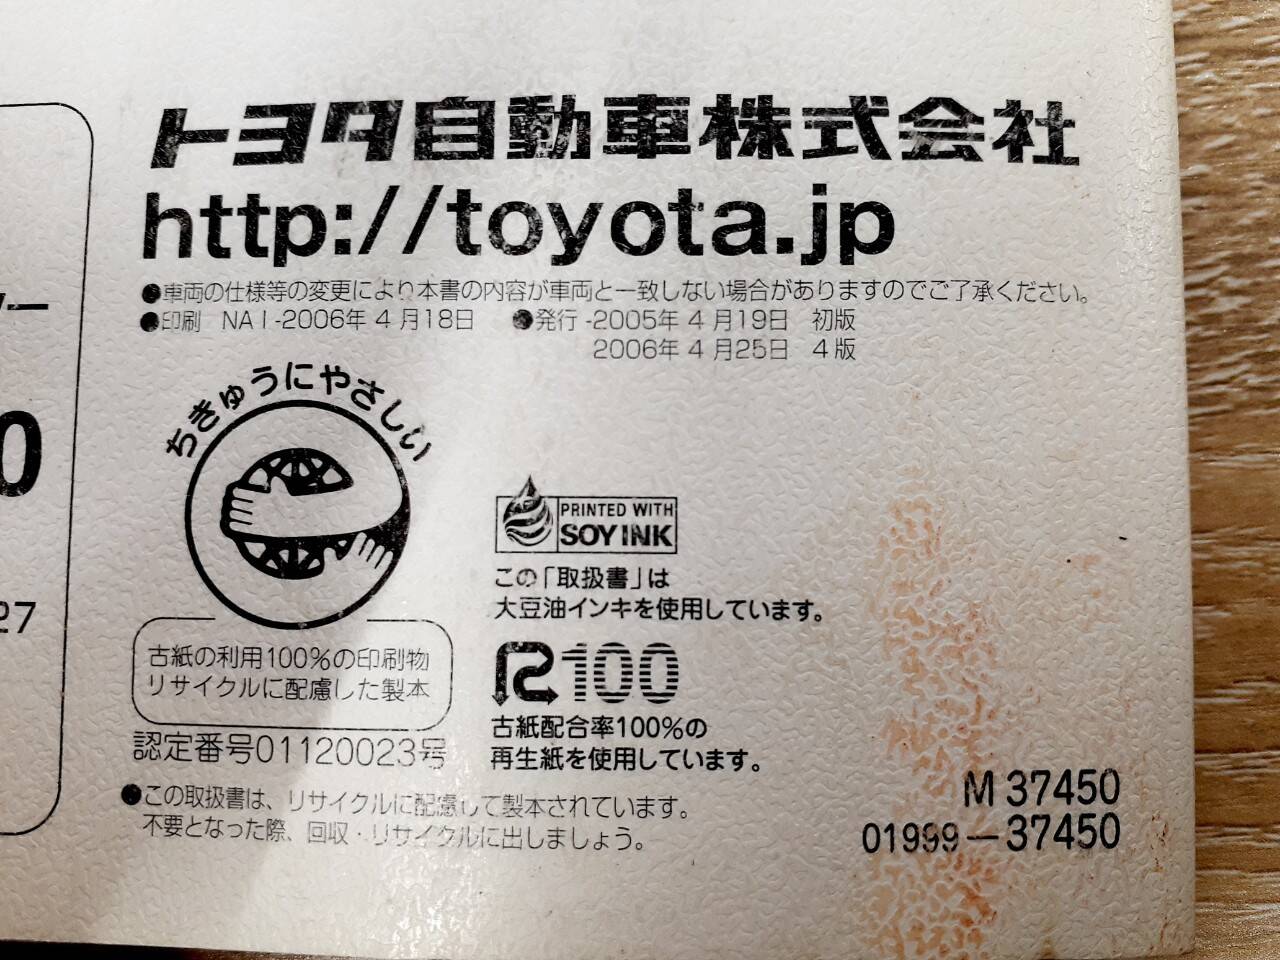 トヨタ自動車株式会社
http://toyota.jp
●車両の仕様等の変更により本書の内容が車両と一致しない場合がありますのでご了承ください。
●印刷 NAI-2006年4月18日 ●発行-2005年4月19日 初版
2006年4月25日 4版
ちきゅうにやさしい
古紙の利用100%の印刷物
リサイクルに配慮した製本
認定番号01120023号
PRINTED WITH
SOY INK
この「取扱書」は
大豆油インキを使用しています。
R100
古紙配合率100%の
再生紙を使用しています。
●この取扱書は、リサイクルに配慮して製本されています。
不要となった際、回収・リサイクルに出しましょう。
M 37450
01999-37450
ー
0
27